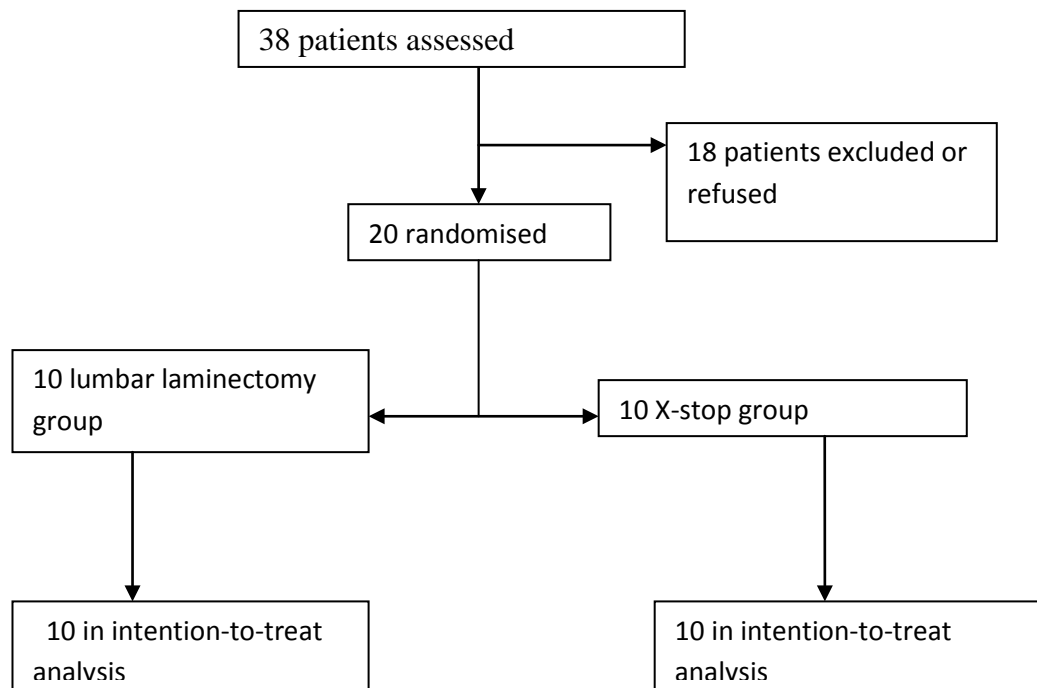 38 patients assessed
18 patients excluded or
refused
20 randomised
10 lumbar laminectomy
group
10 X-stop group
10 in intention-to-treat
analysis
10 in intention-to-treat
analysis